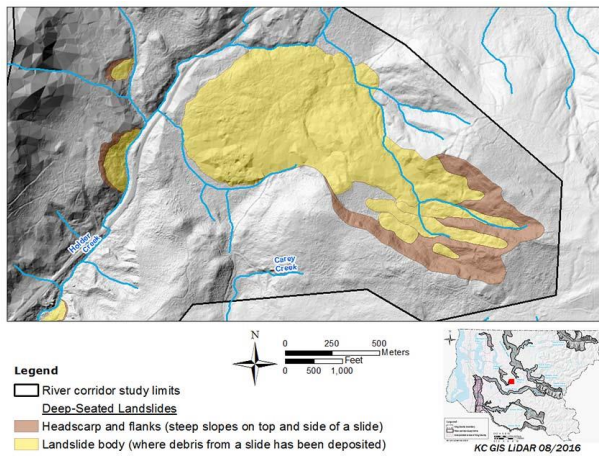 Holder
Creek
Carey
Creek
N
0 250 500
Meters
Feet
0 500 1,000
Legend
River corridor study limits
Deep-Seated Landslides
Headscarp and flanks (steep slopes on top and side of a slide)
Landslide body (where debris from a slide has been deposited)
KC GIS LiDAR 08/2016